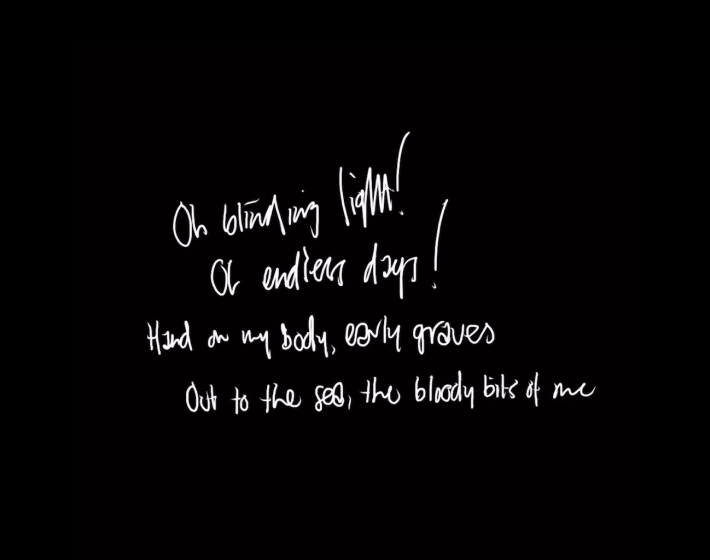 Oh blinding light!
Oh endless days!
Hand on my body, early graves
Out to the sea, the bloody bits of me